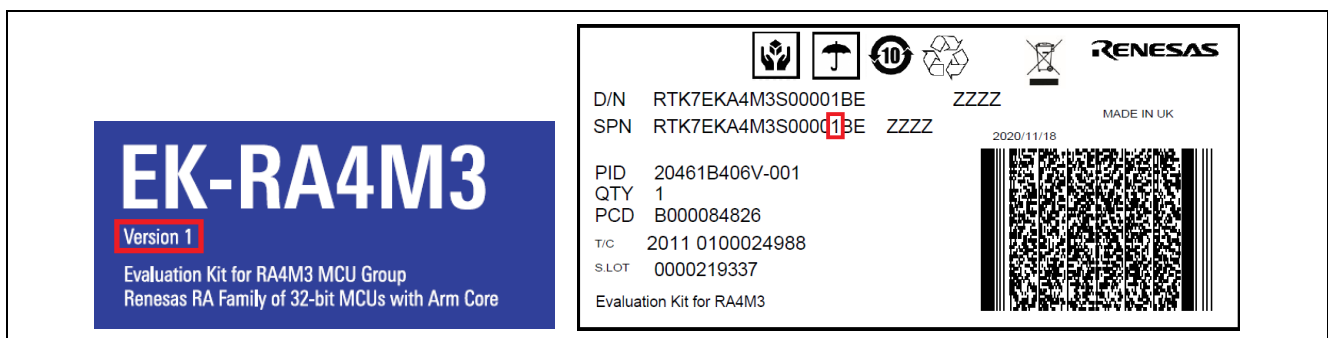 EK-RA4M3
Version 1
Evaluation Kit for RA4M3 MCU Group
Renesas RA Family of 32-bit MCUs with Arm Core
10
RENESAS
D/N RTK7EKA4M3S00001BE ZZZZ
MADE IN UK
SPN RTK7EKA4M3S00001BE ZZZZ
2020/11/18
PID 20461B406V-001
QTY 1
PCD B000084826
T/C 2011 0100024988
S.LOT 0000219337
Evaluation Kit for RA4M3